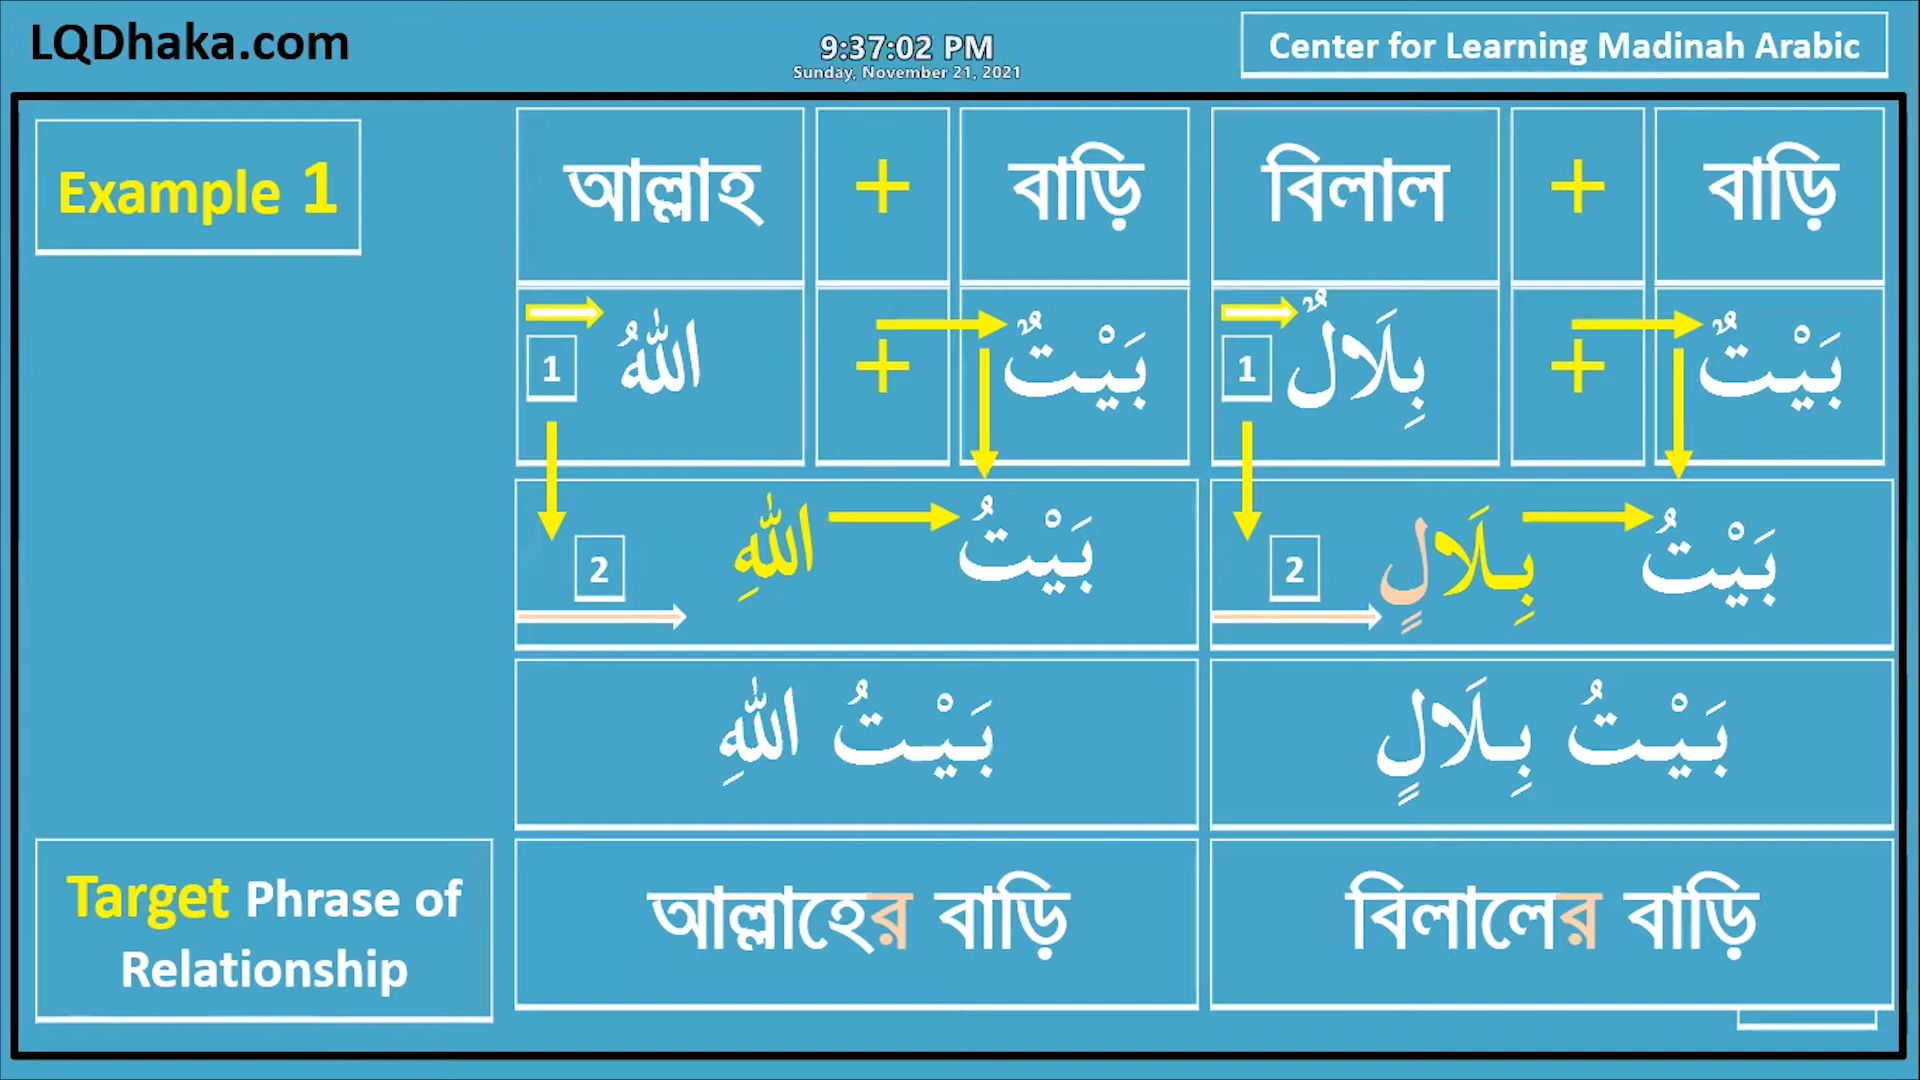 LQDhaka.com
9:37:02 PM
Sunday, November 21, 2021
Center for Learning Madinah Arabic
Example 1
আল্লাহ + বাড়ি
বিলাল + বাড়ি
1 اللهُ + بَيْتٌ
1 بِلَالٌ + بَيْتٌ
2 بَيْتُ اللهِ
2 بَيْتُ بِلَالٍ
بَيْتُ اللهِ
بَيْتُ بِلَالٍ
Target Phrase of
Relationship
আল্লাহের বাড়ি
বিলালের বাড়ি